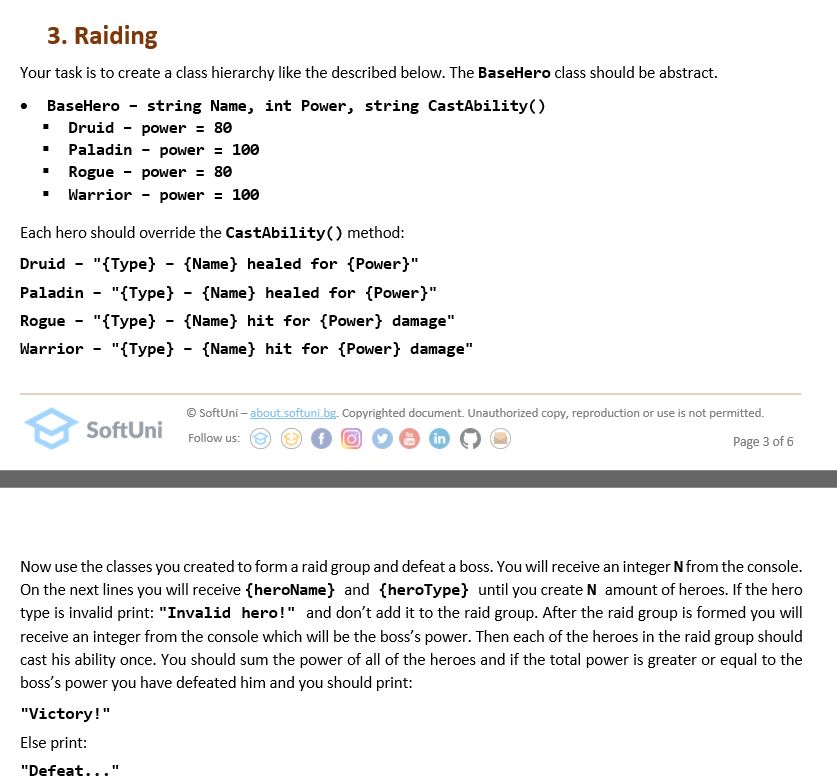 3. Raiding
Your task is to create a class hierarchy like the described below. The BaseHero class should be abstract.
• BaseHero – string Name, int Power, string CastAbility()
▪ Druid – power = 80
▪ Paladin – power = 100
▪ Rogue – power = 80
▪ Warrior – power = 100
Each hero should override the CastAbility() method:
Druid – "{Type} – {Name} healed for {Power}"
Paladin – "{Type} – {Name} healed for {Power}"
Rogue – "{Type} – {Name} hit for {Power} damage"
Warrior – "{Type} – {Name} hit for {Power} damage"
SoftUni
© SoftUni – about.softuni.bg. Copyrighted document. Unauthorized copy, reproduction or use is not permitted.
Follow us:
Page 3 of 6
Now use the classes you created to form a raid group and defeat a boss. You will receive an integer N from the console.
On the next lines you will receive {heroName} and {heroType} until you create N amount of heroes. If the hero
type is invalid print: "Invalid hero!" and don't add it to the raid group. After the raid group is formed you will
receive an integer from the console which will be the boss's power. Then each of the heroes in the raid group should
cast his ability once. You should sum the power of all of the heroes and if the total power is greater or equal to the
boss's power you have defeated him and you should print:
"Victory!"
Else print:
"Defeat..."